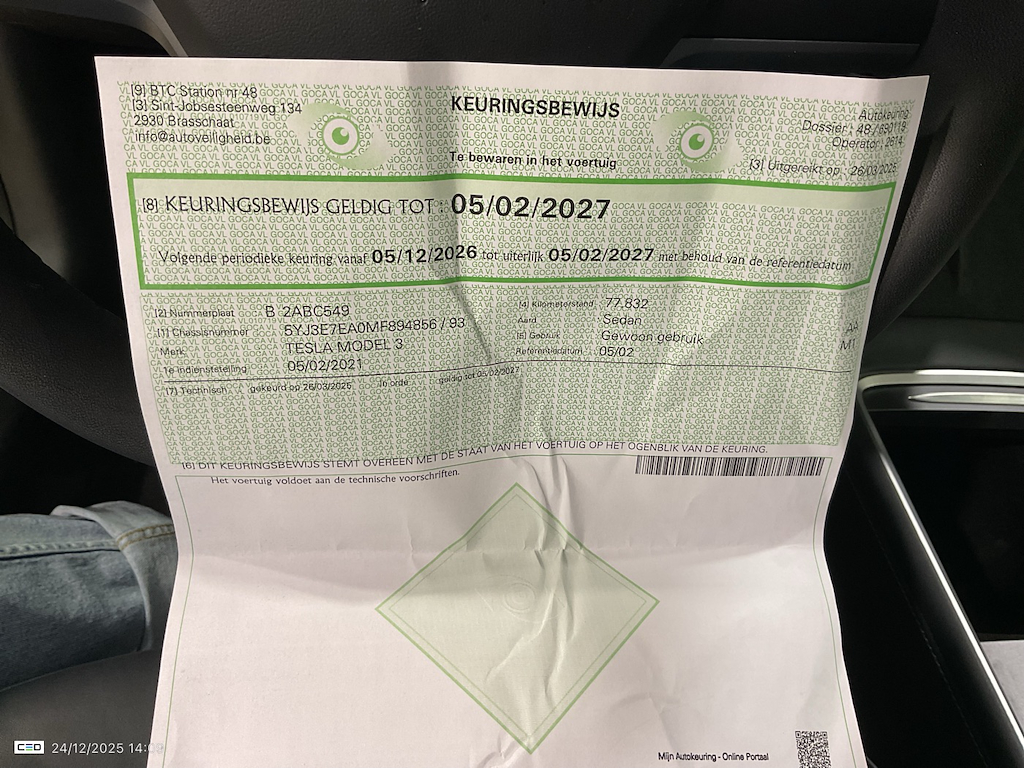 [9] BTC Station nr 48
[3] Sint-Jobsesteenweg 134
2930 Brasschaat
info@autoveiligheid.be
KEURINGSBEWIJS
Te bewaren in het voertuig
Autokeuring
Dossier : 48 / 690119
Operator : 2614
[3] Uitgereikt op : 26/03/2025
[8] KEURINGSBEWIJS GELDIG TOT : 05/02/2027
Volgende periodieke keuring vanaf 05/12/2026 tot uiterlijk 05/02/2027 met behoud van de referentiedatum
[2] Nummerplaat B 2ABC549
[1] Chassisnummer 5YJ3E7EA0MF894856 / 93
Merk TESLA MODEL 3
1e indienststelling 05/02/2021
[4] Kilometerstand 77.832
Aard Sedan
[5] Gebruik Gewoon gebruik
Referentiedatum 05/02
AA
M1
[7] Technisch : gekeurd op 26/03/2025 1e orde geldig tot 05/02/2027
[6] DIT KEURINGSBEWIJS STEMT OVEREEN MET DE STAAT VAN HET VOERTUIG OP HET OGENBLIK VAN DE KEURING.
Het voertuig voldoet aan de technische voorschriften.
Mijn Autokeuring - Online Portaal
CEO 24/12/2025